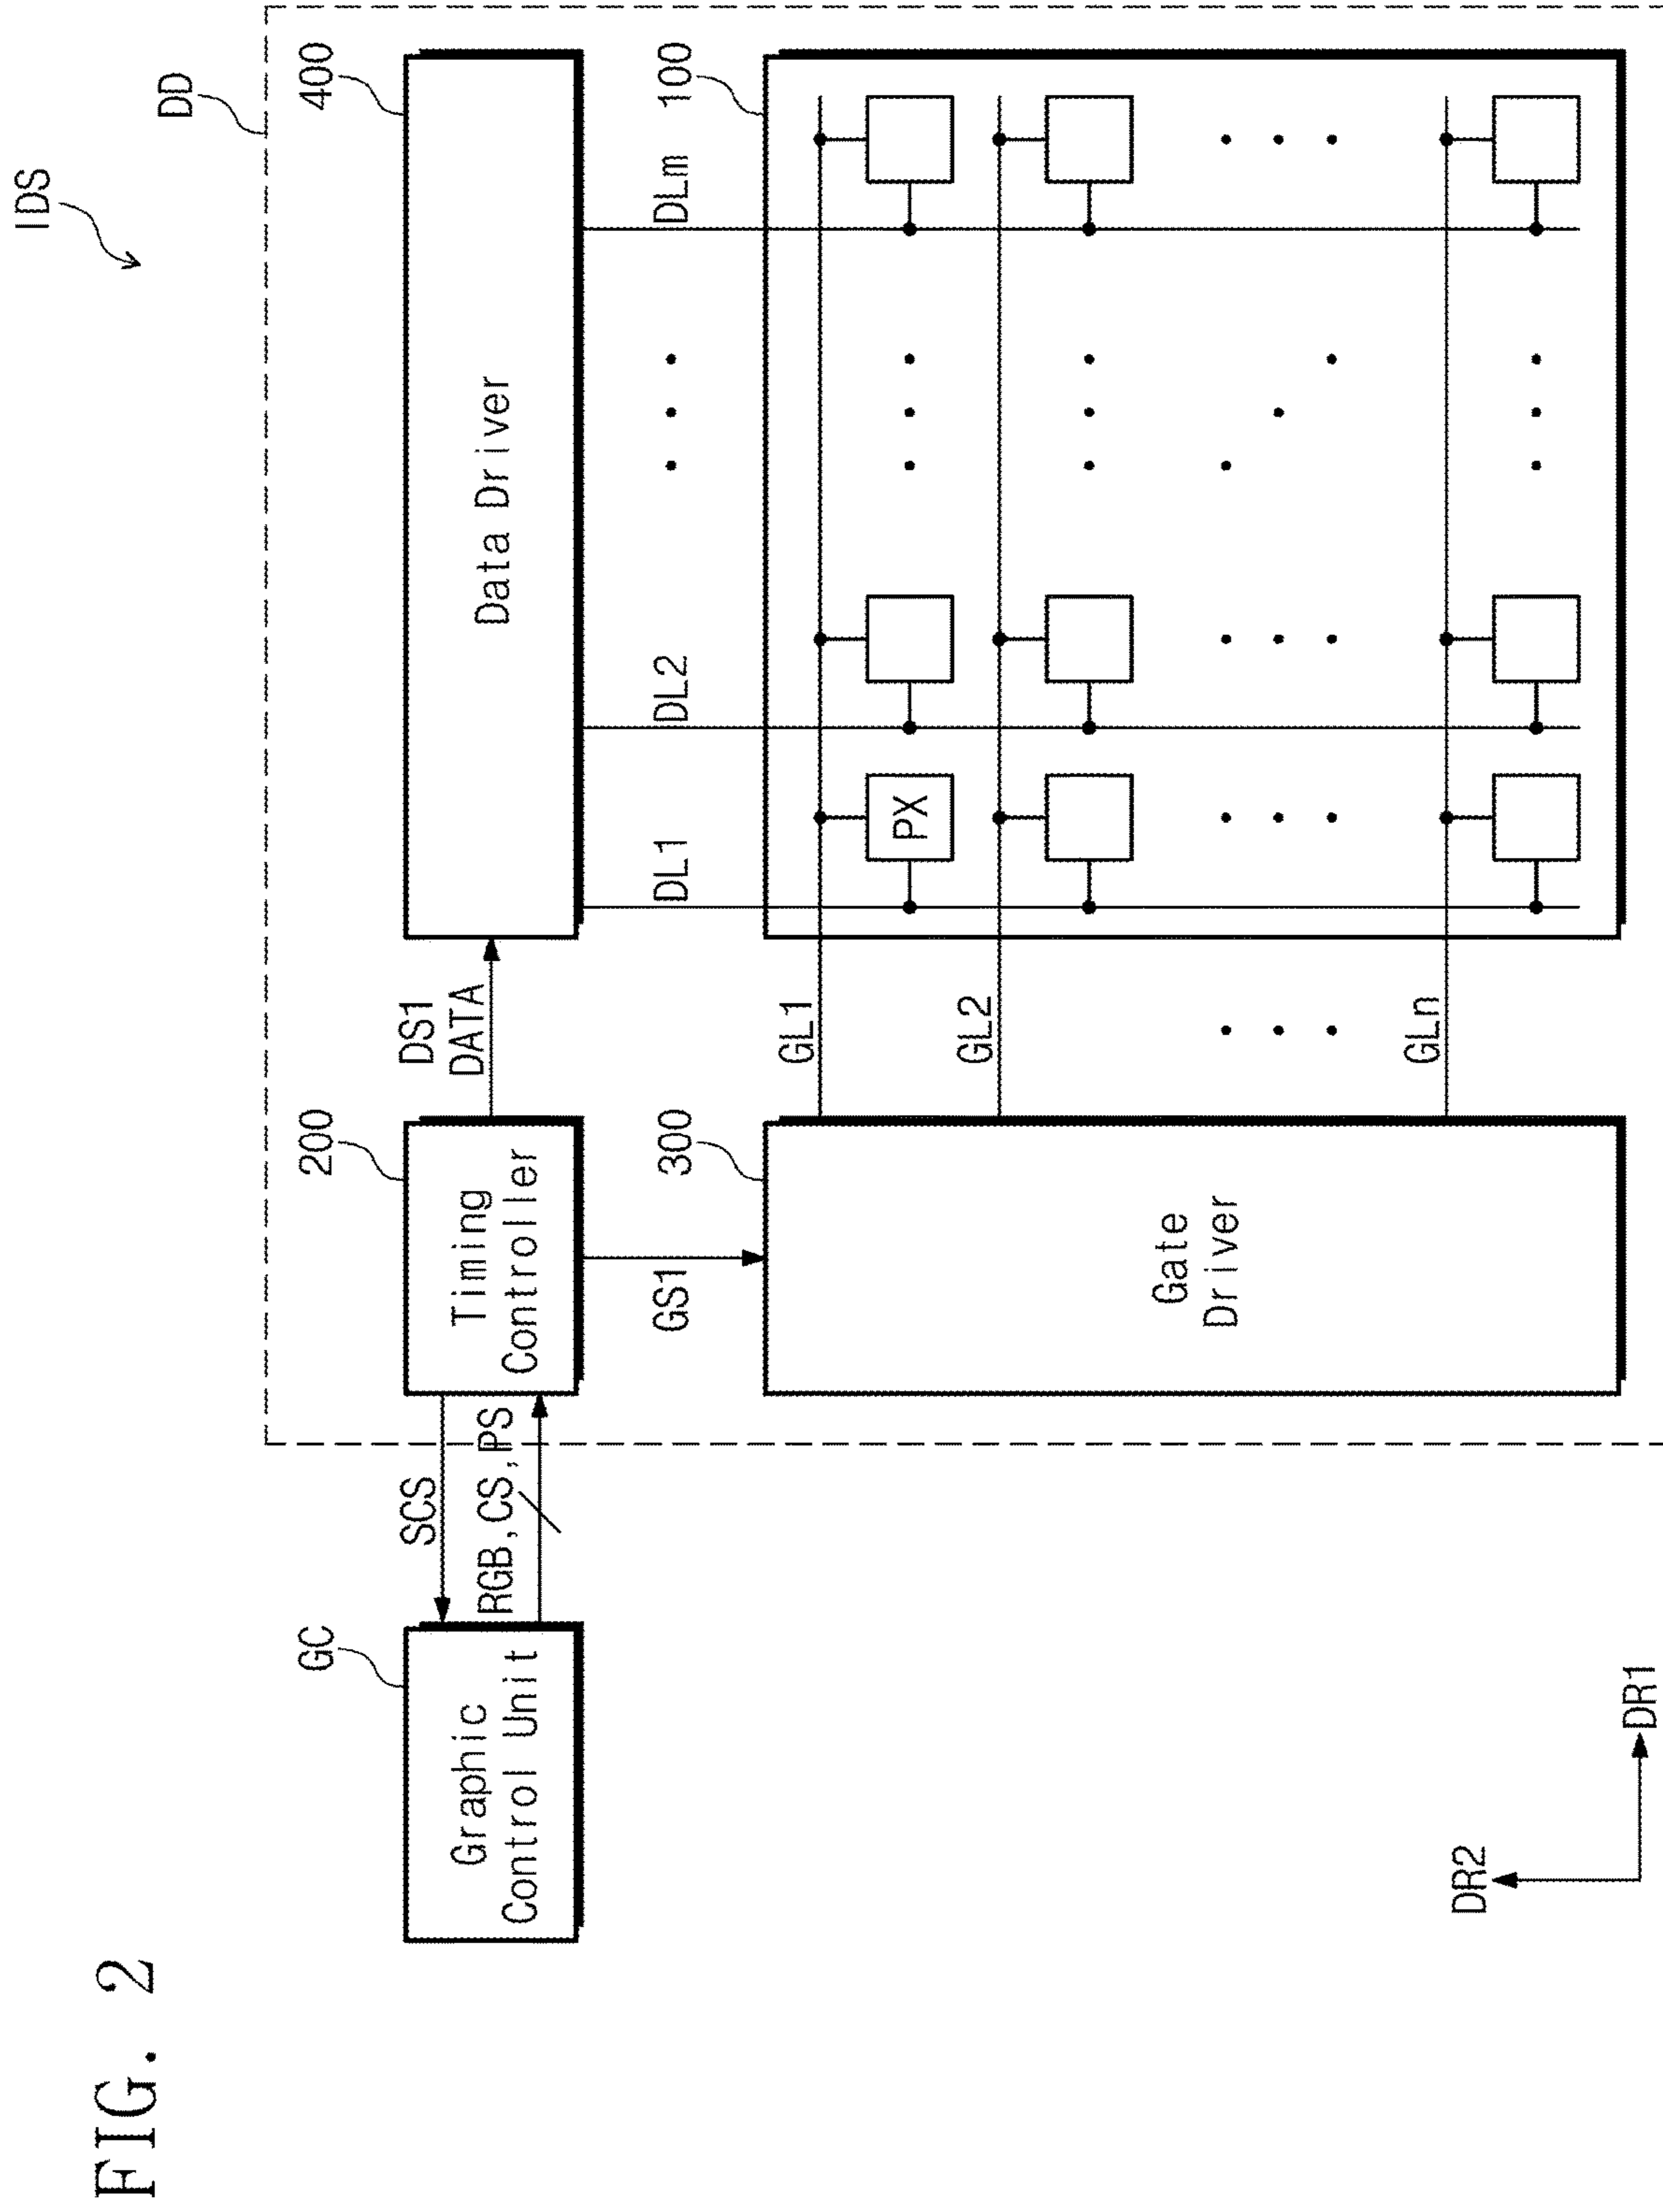 FIG. 2
IDS
DD
GC
200
400
Graphic
Control Unit
SCS
RGB,CS,PS
Timing
Controller
DS1
DATA
Data Driver
GS1
DL1
DL2
DLm
300
100
Gate
Driver
GL1
GL2
GLn
PX
DR2
DR1